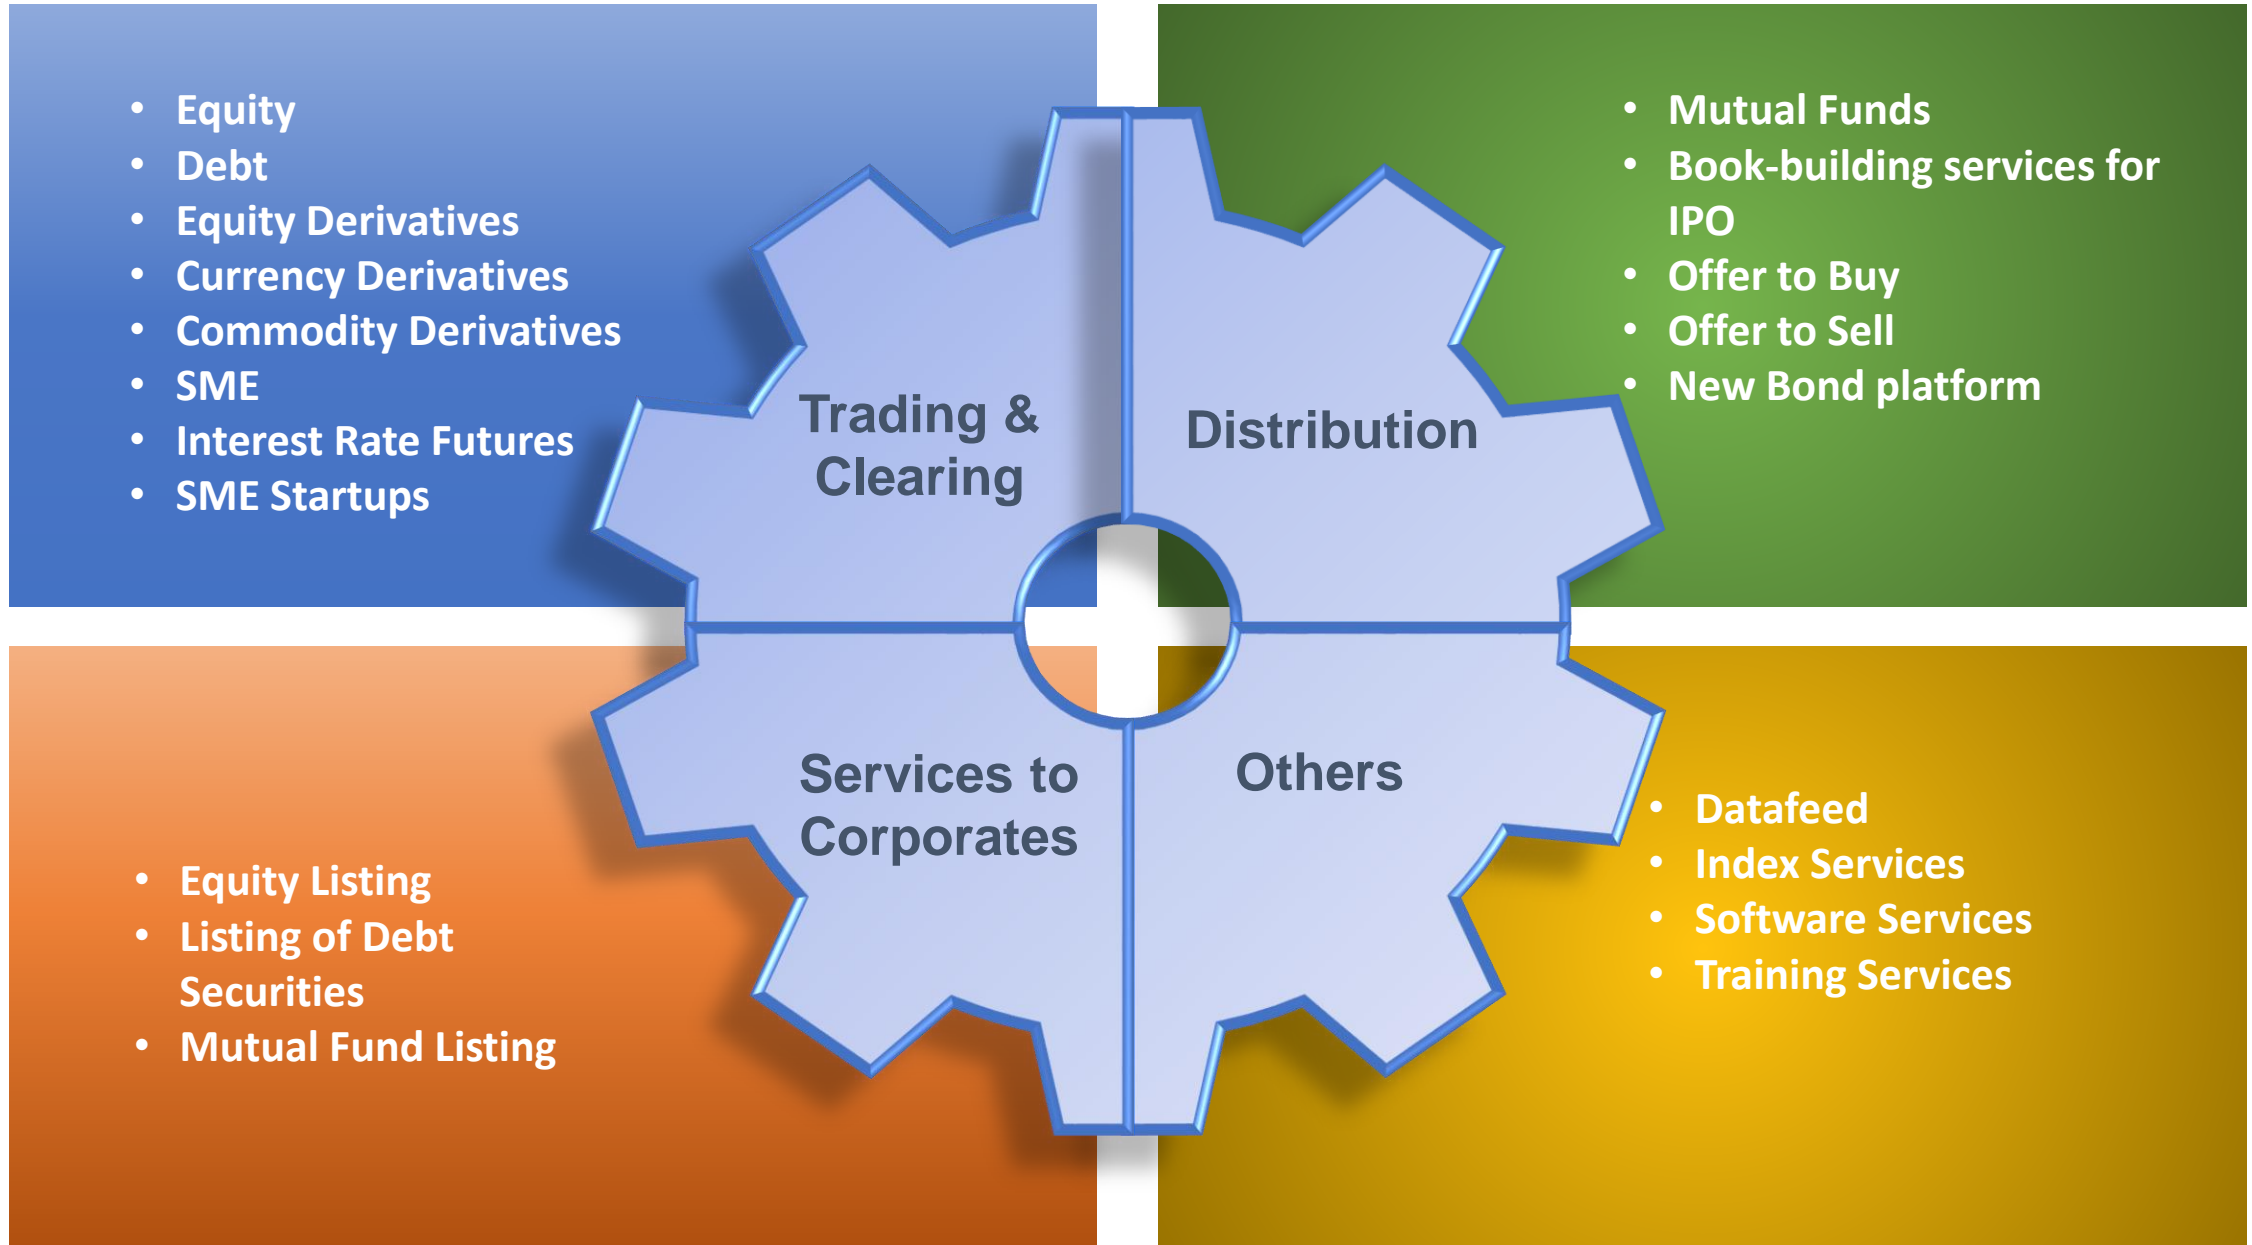 • Equity
• Debt
• Equity Derivatives
• Currency Derivatives
• Commodity Derivatives
• SME
• Interest Rate Futures
• SME Startups
Trading &
Clearing
• Mutual Funds
• Book-building services for
IPO
• Offer to Buy
• Offer to Sell
• New Bond platform
Distribution
• Equity Listing
• Listing of Debt
Securities
• Mutual Fund Listing
Services to
Corporates
Others
• Datafeed
• Index Services
• Software Services
• Training Services